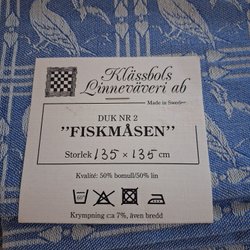 Klässbols
Linneväveri ab
Made in Sweden
DUK NR 2
”FISKMÅSEN”
Storlek 135 × 135 cm
Kvalité: 50% bomull/50% lin
60°
Krympning ca 7%, även bredd